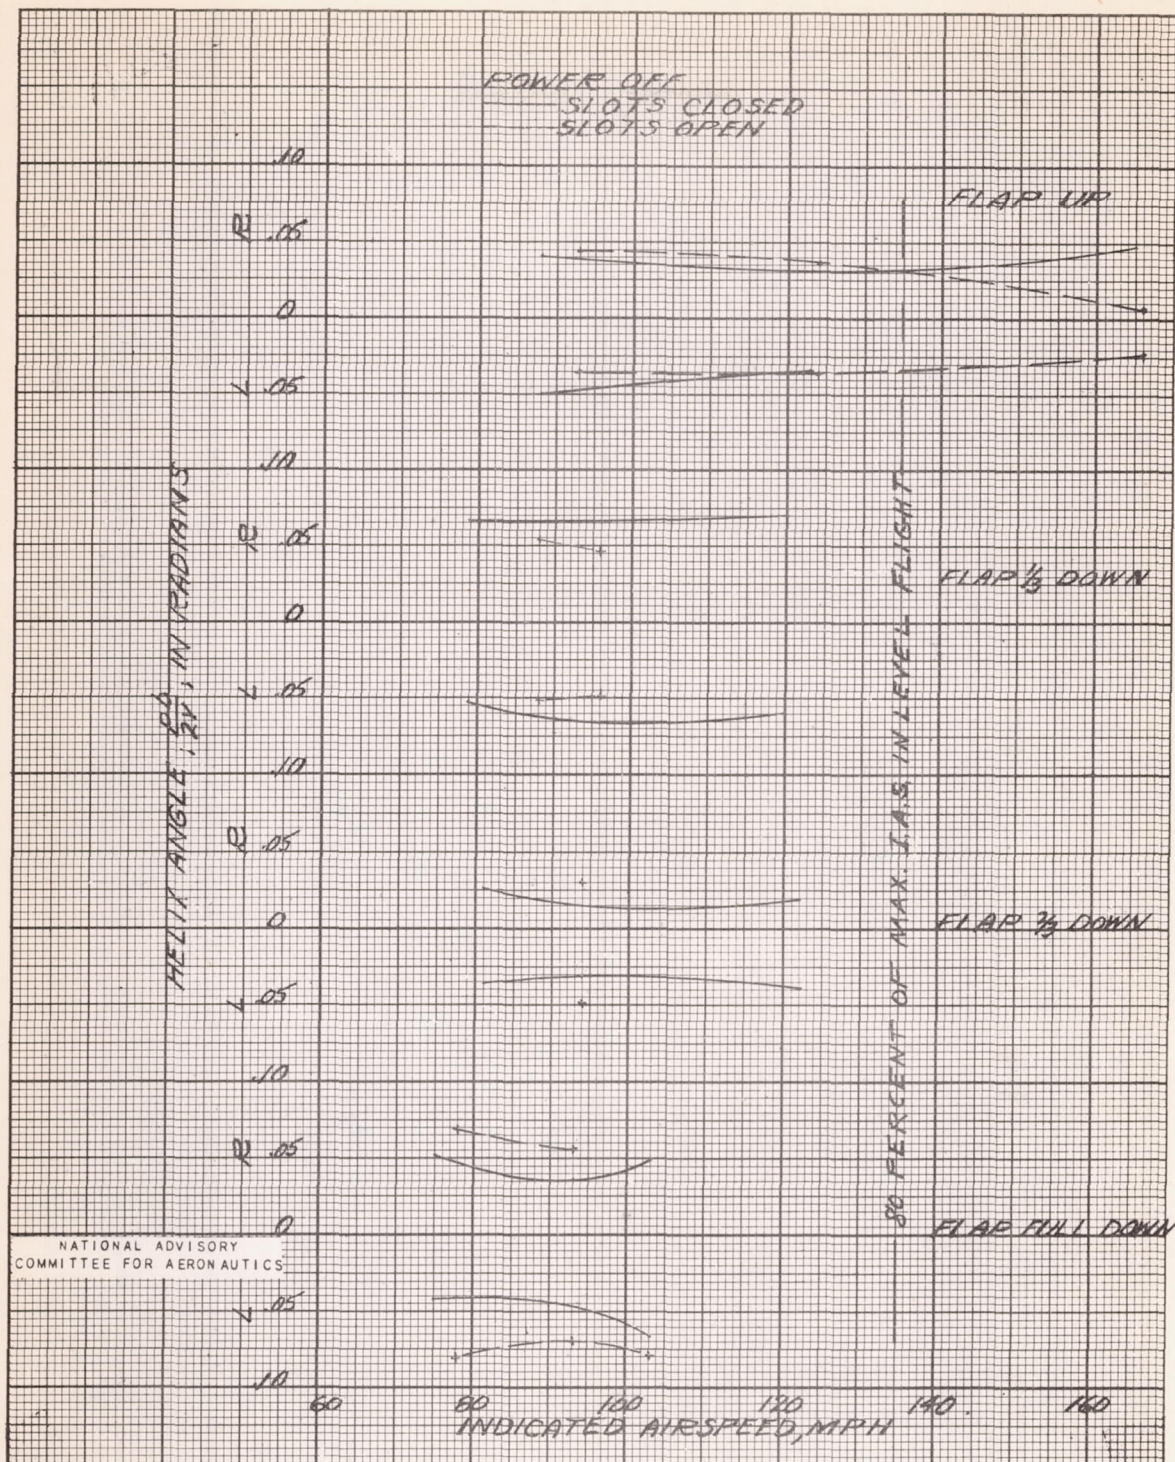 POWER OFF
SLOTS CLOSED
SLOTS OPEN
.10
FLAP UP
R .05
0
L .05
.10
R .05
FLAP 1/3 DOWN
0
L .05
.10
R .05
0
FLAP 2/3 DOWN
L .05
.10
R .05
0
FLAP FULL DOWN
L .05
.10
HELIX ANGLE, pb/2V, IN RADIANS
80 PERCENT OF MAX. I.A.S. IN LEVEL FLIGHT
NATIONAL ADVISORY
COMMITTEE FOR AERONAUTICS
60 80 100 120 140 160
INDICATED AIRSPEED, MPH